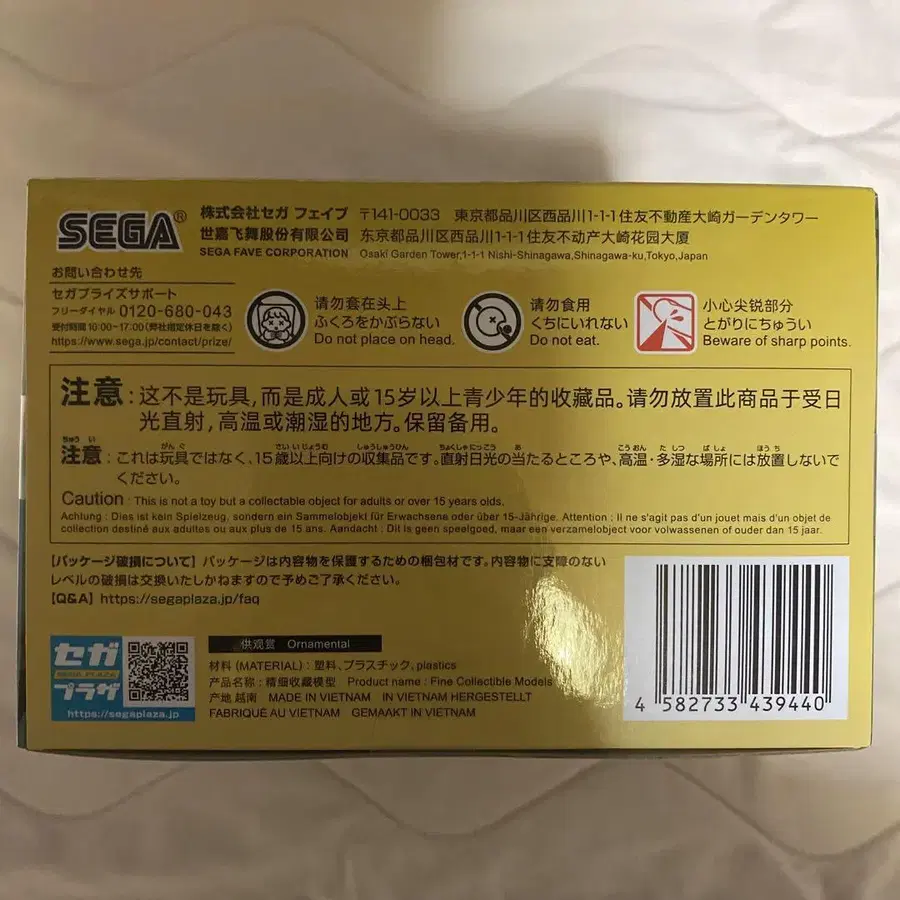 SEGA®
株式会社セガ フェイブ 〒141-0033 東京都品川区西品川1-1-1住友不動産大崎ガーデンタワー
世嘉飞舞股份有限公司 东京都品川区西品川1-1-1住友不动产大崎花园大厦
SEGA FAVE CORPORATION Osaki Garden Tower,1-1-1 Nishi-Shinagawa,Shinagawa-ku,Tokyo,Japan
お問い合わせ先
セガプライズサポート
フリーダイヤル 0120-680-043
受付時間 10:00~17:00(弊社指定休日を除く)
https://www.sega.jp/contact/prize/
请勿套在头上
ふくろをかぶらない
Do not place on head.
请勿食用
くちにいれない
Do not eat.
小心尖锐部分
とがりにちゅうい
Beware of sharp points.
注意:这不是玩具,而是成人或15岁以上青少年的收藏品。请勿放置此商品于受日
光直射,高温或潮湿的地方。保留备用。
注意:これは玩具ではなく、15歳以上向けの収集品です。直射日光の当たるところや、高温・多湿な場所には放置しないで
ください。
Caution : This is not a toy but a collectable object for adults or over 15 years olds.
Achtung : Dies ist kein Spielzeug, sondern ein Sammelobjekt für Erwachsene oder über 15-Jährige. Attention : Il ne s'agit pas d'un jouet mais d'un objet de
collection destiné aux adultes ou aux plus de 15 ans. Aandacht : Dit is geen speelgoed, maar een verzamelobject voor volwassenen of ouder dan 15 jaar.
【パッケージ破損について】パッケージは内容物を保護するための梱包材です。内容物に支障のない
レベルの破損は交換いたしかねますので予めご了承ください。
【Q&A】https://segaplaza.jp/faq
セガ
SEGA PLAZA
プラザ
https://segaplaza.jp
供观赏 Ornamental
材料 (MATERIAL) : 塑料、プラスチック, plastics
产品名称 : 精细收藏模型 Product name : Fine Collectible Models
产地 越南 MADE IN VIETNAM IN VIETNAM HERGESTELLT
FABRIQUÉ AU VIETNAM GEMAAKT IN VIETNAM
4 582733 439440